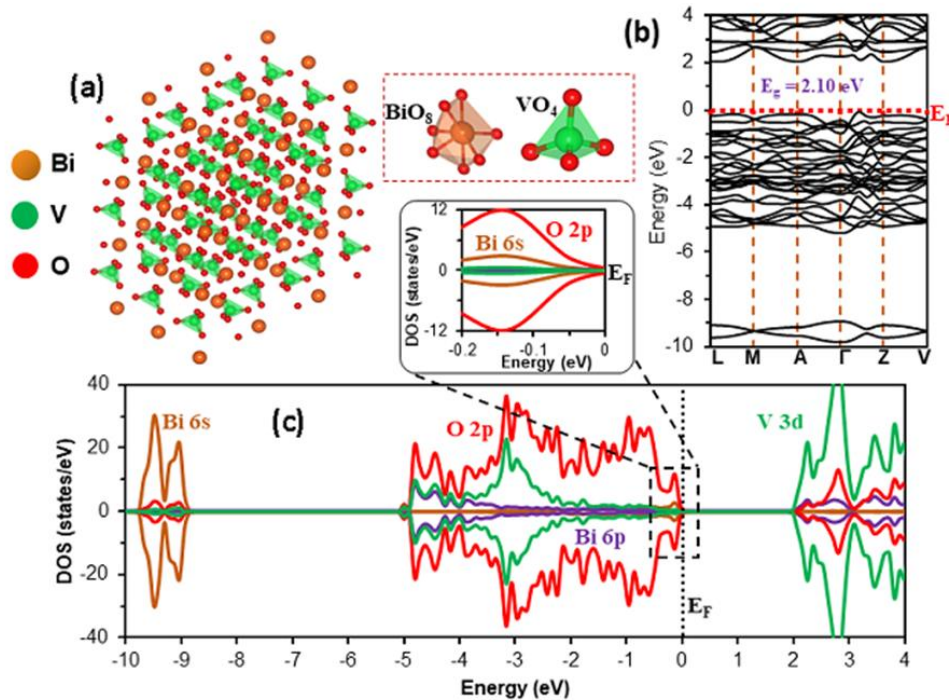 (a)
Bi
V
O
BiO8
VO4
12
0
-12
DOS (states/eV)
O 2p
Bi 6s
EF
-0.2
-0.1
0
Energy (eV)
(b)
4
2
0
-2
-4
-6
-8
-10
Energy (eV)
Eg = 2.10 eV
L M A Γ Z V
(c)
40
20
0
-20
-40
DOS (states/eV)
Bi 6s
O 2p
V 3d
Bi 6p
EF
-10 -9 -8 -7 -6 -5 -4 -3 -2 -1 0 1 2 3 4
Energy (eV)